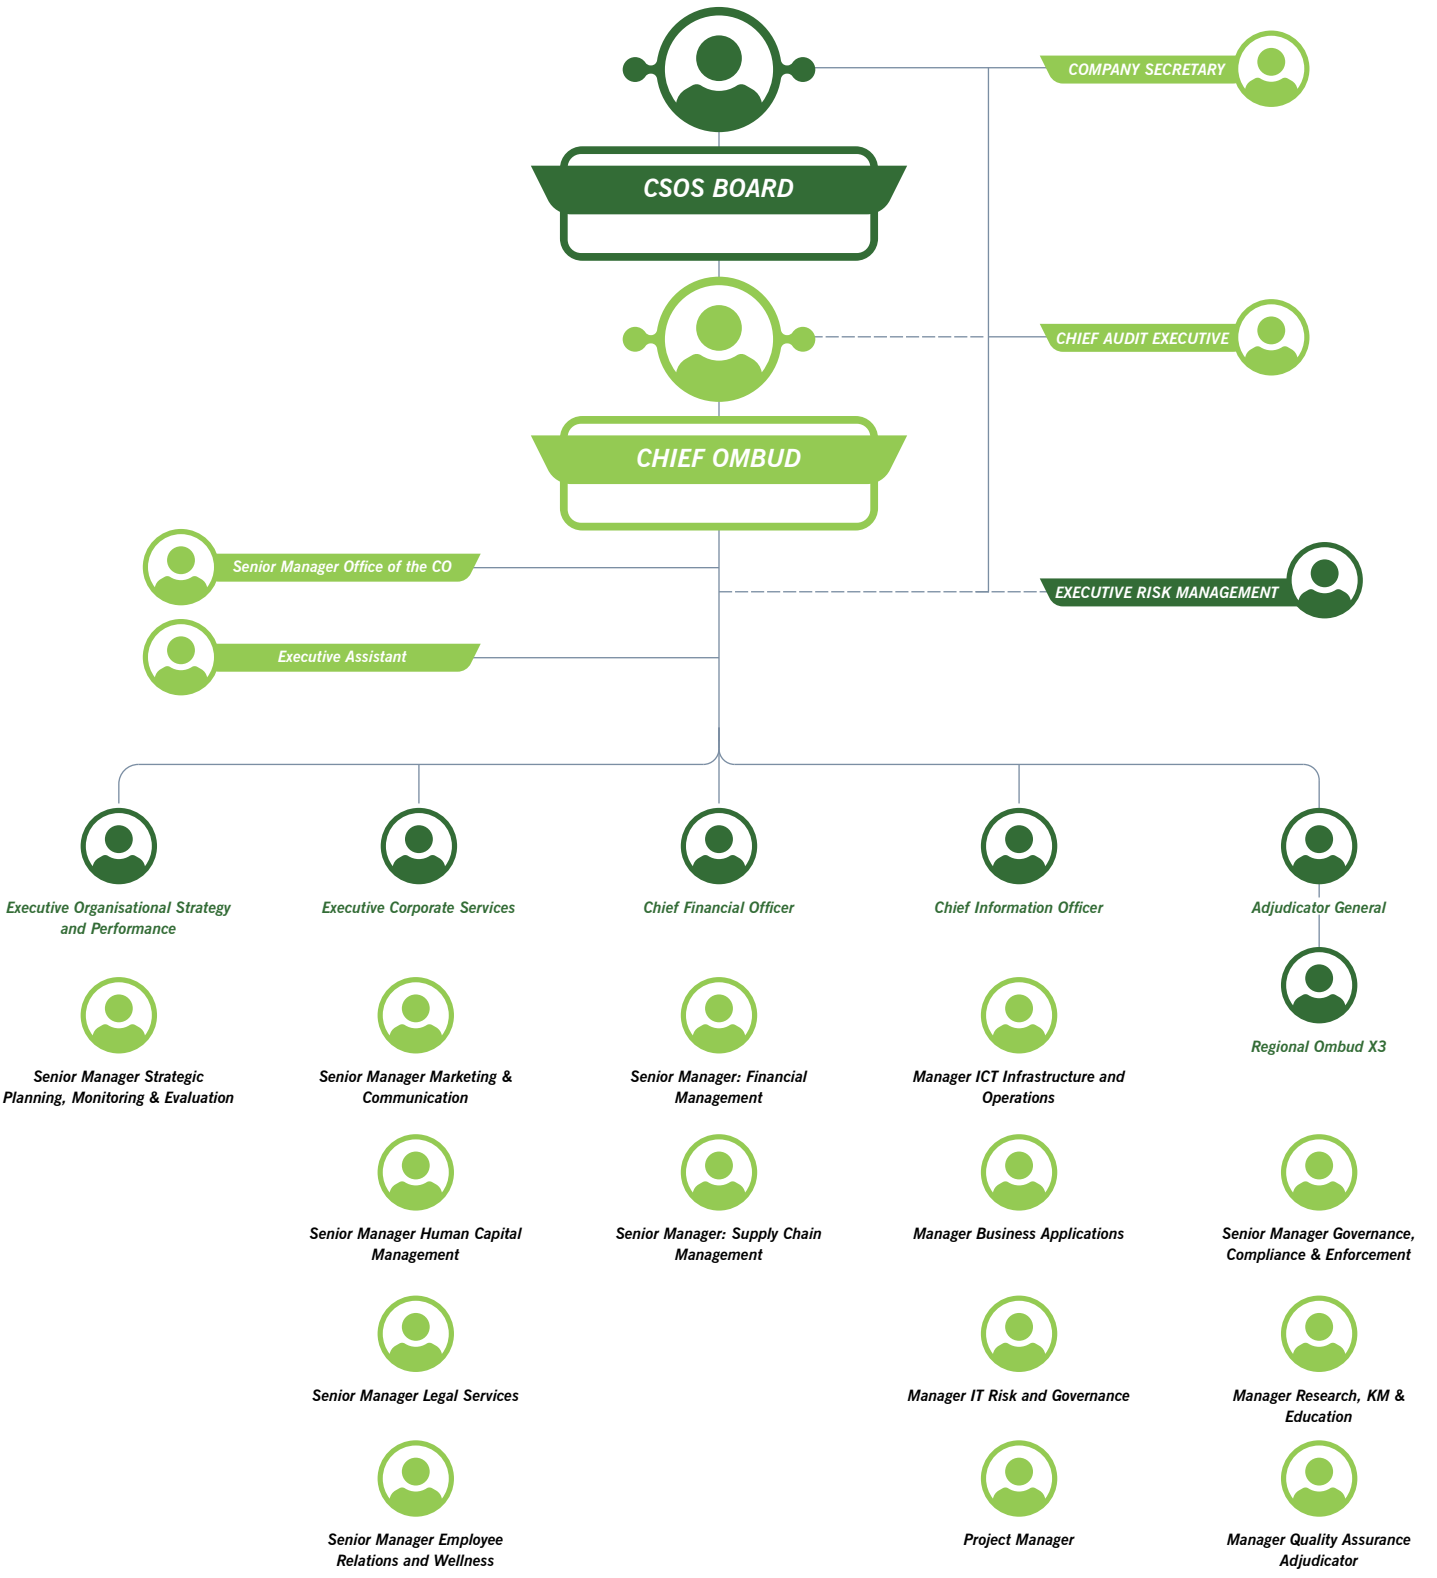 COMPANY SECRETARY
CSOS BOARD
CHIEF AUDIT EXECUTIVE
CHIEF OMBUD
Senior Manager Office of the CO
EXECUTIVE RISK MANAGEMENT
Executive Assistant
Executive Organisational Strategy
and Performance
Executive Corporate Services
Chief Financial Officer
Chief Information Officer
Adjudicator General
Regional Ombud X3
Senior Manager Strategic
Planning, Monitoring & Evaluation
Senior Manager Marketing &
Communication
Senior Manager: Financial
Management
Manager ICT Infrastructure and
Operations
Senior Manager Human Capital
Management
Senior Manager: Supply Chain
Management
Manager Business Applications
Senior Manager Governance,
Compliance & Enforcement
Senior Manager Legal Services
Manager IT Risk and Governance
Manager Research, KM &
Education
Senior Manager Employee
Relations and Wellness
Project Manager
Manager Quality Assurance
Adjudicator